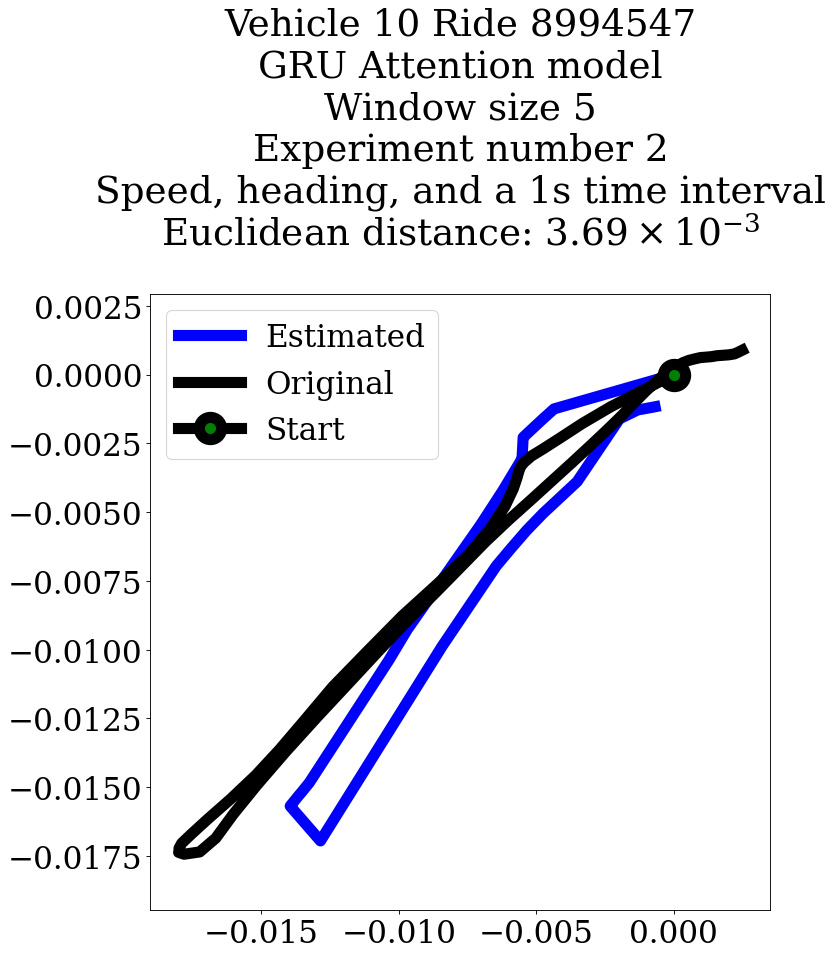 Vehicle 10 Ride 8994547
GRU Attention model
Window size 5
Experiment number 2
Speed, heading, and a 1s time interval
Euclidean distance: 3.69 × 10⁻³
Estimated
Original
Start
0.0025
0.0000
−0.0025
−0.0050
−0.0075
−0.0100
−0.0125
−0.0150
−0.0175
−0.015 −0.010 −0.005 0.000